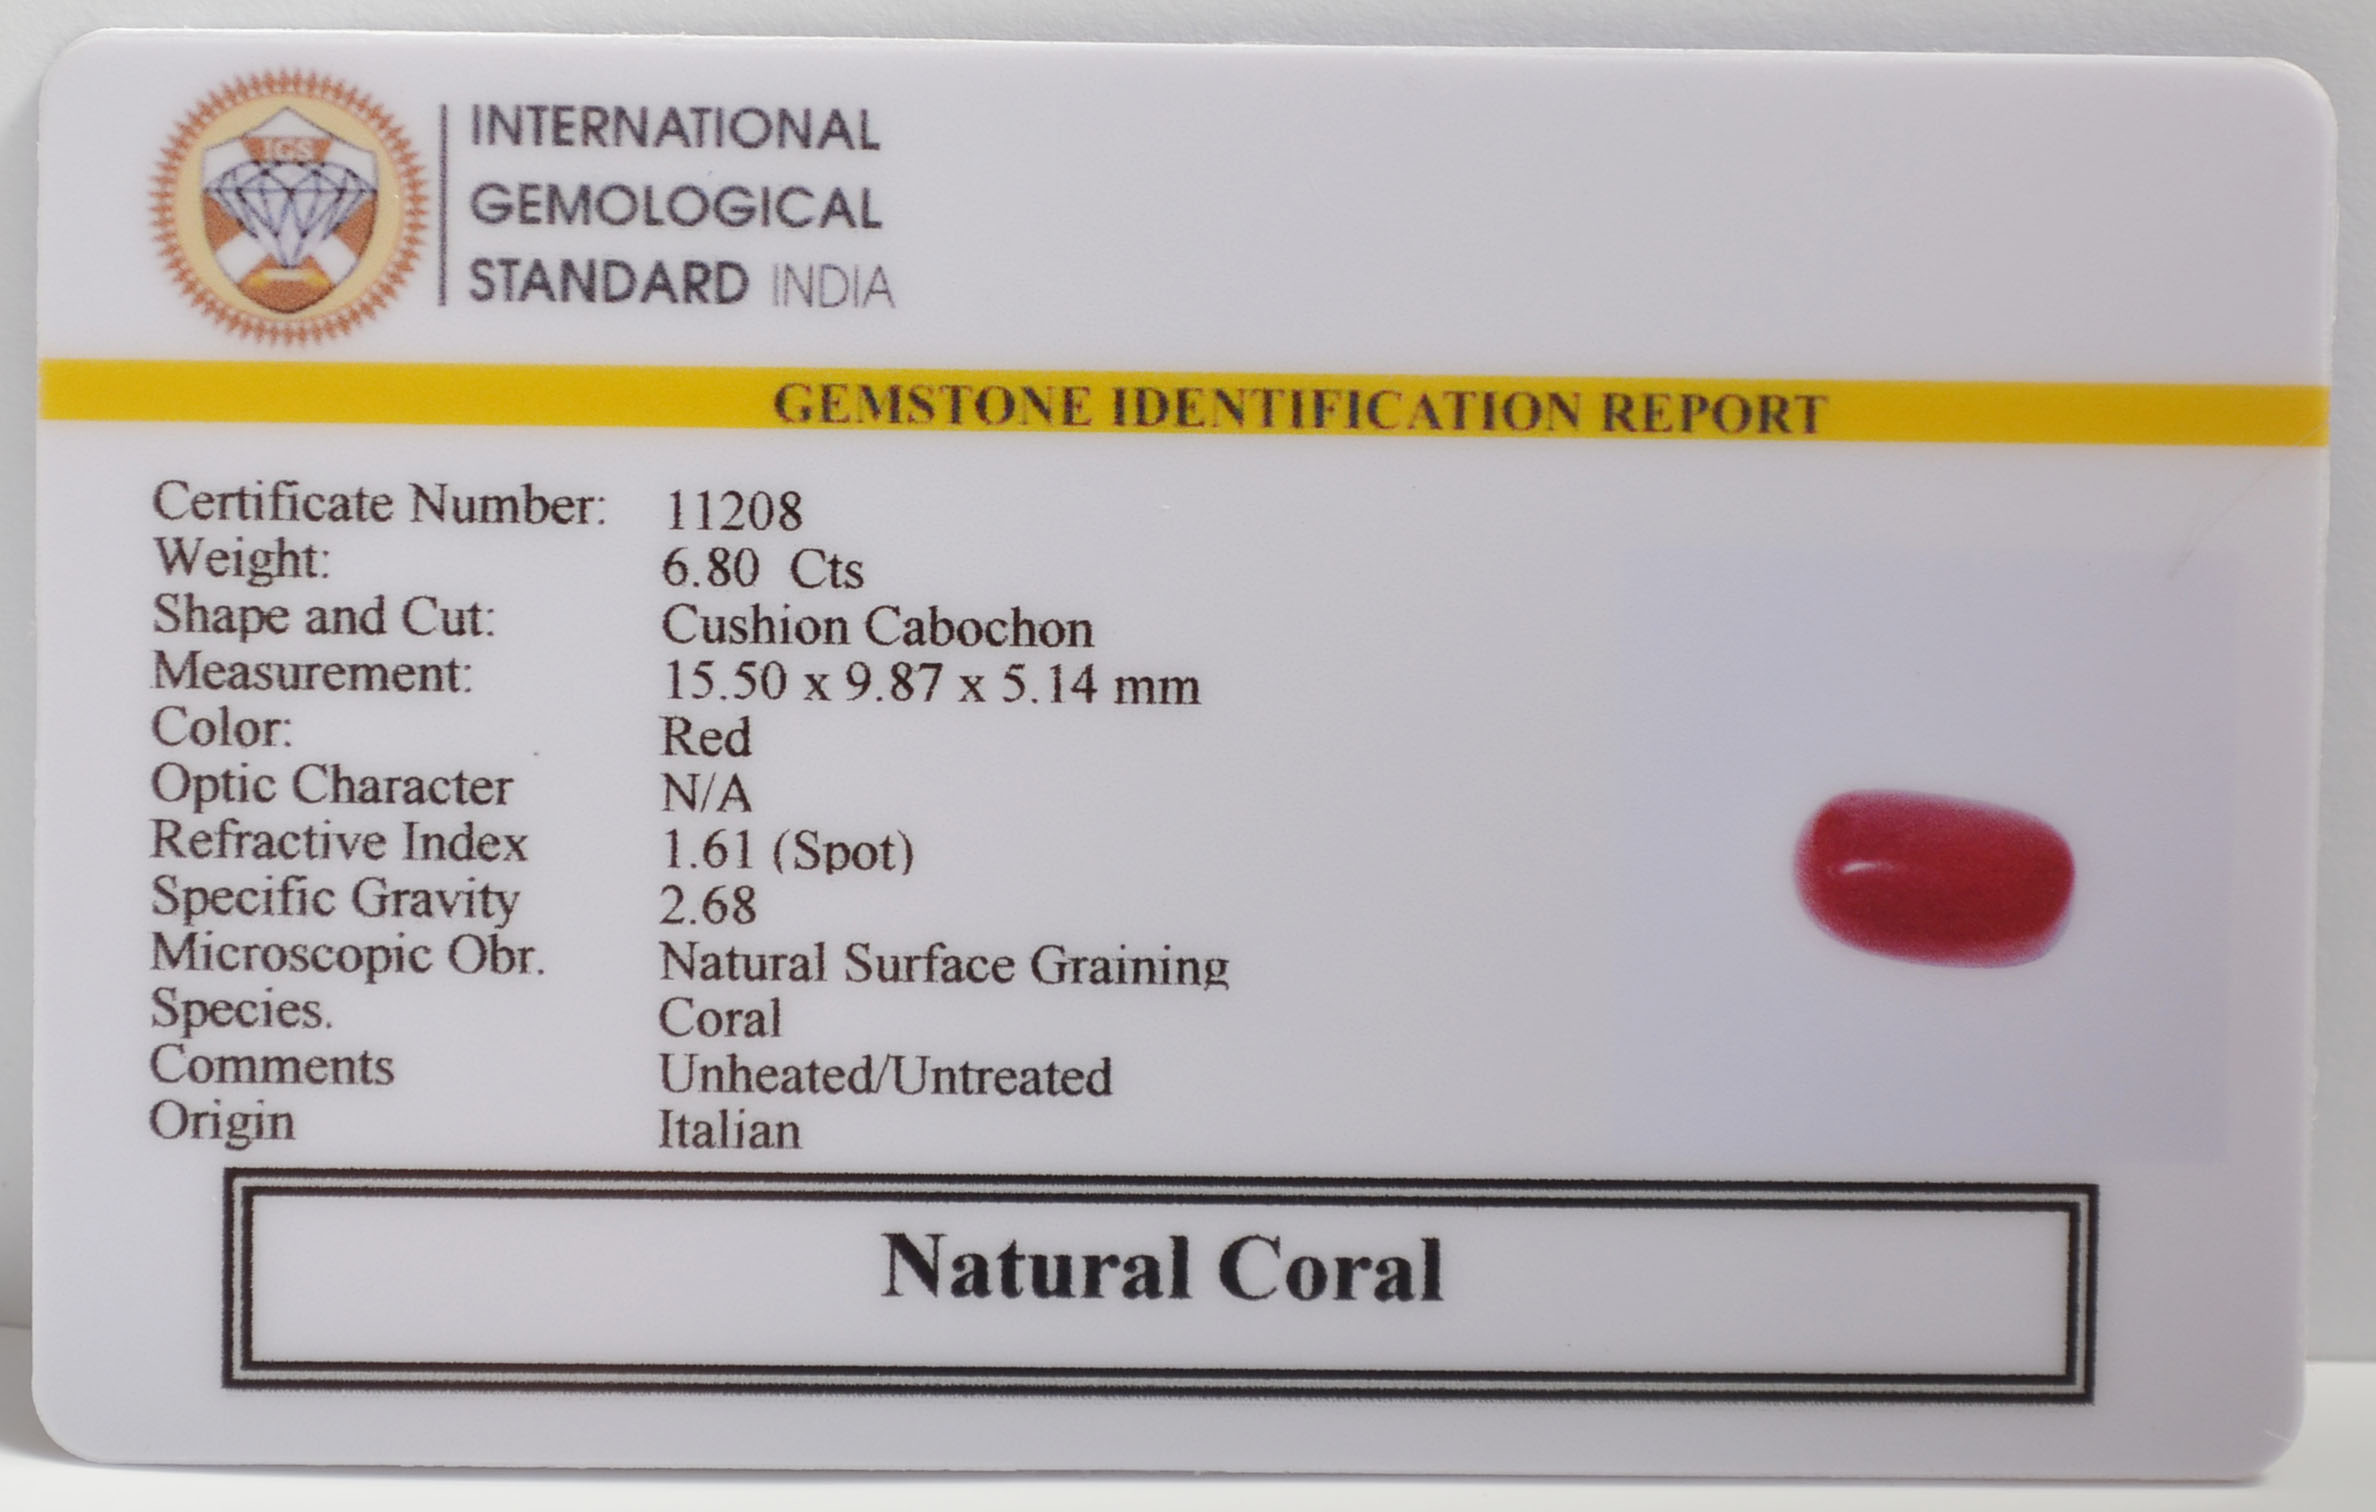 IGS
INTERNATIONAL
GEMOLOGICAL
STANDARD INDIA
GEMSTONE IDENTIFICATION REPORT
Certificate Number: 11208
Weight: 6.80 Cts
Shape and Cut: Cushion Cabochon
Measurement: 15.50 x 9.87 x 5.14 mm
Color: Red
Optic Character N/A
Refractive Index 1.61 (Spot)
Specific Gravity 2.68
Microscopic Obr. Natural Surface Graining
Species. Coral
Comments Unheated/Untreated
Origin Italian
Natural Coral